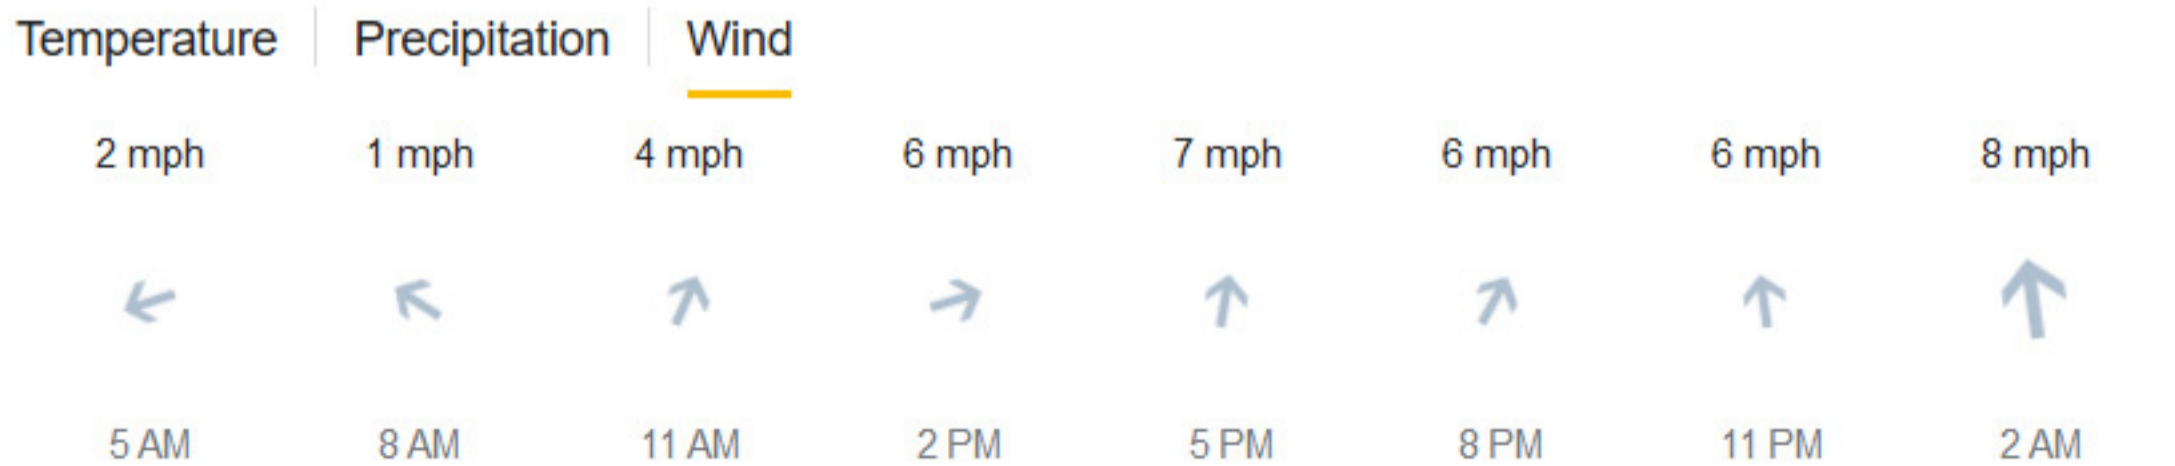 Temperature Precipitation Wind
2 mph 1 mph 4 mph 6 mph 7 mph 6 mph 6 mph 8 mph
5 AM 8 AM 11 AM 2 PM 5 PM 8 PM 11 PM 2 AM